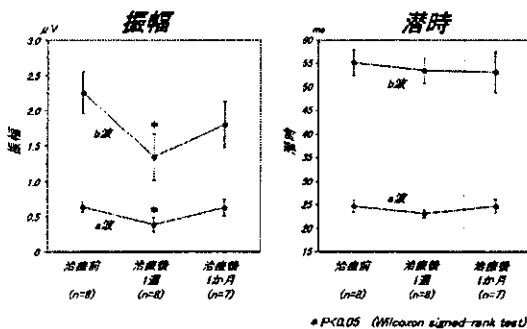 振幅
μV
3.0
2.5
2.0
1.5
1.0
0.5
0
振幅
b波
*
*
a波
治療前
(n=8)
治療後
1週
(n=8)
治療後
1か月
(n=7)
潜時
ms
60
55
50
45
40
35
30
25
20
15
潜時
b波
a波
治療前
(n=8)
治療後
1週
(n=8)
治療後
1か月
(n=7)
* P<0.05 (Wilcoxon signed-rank test)